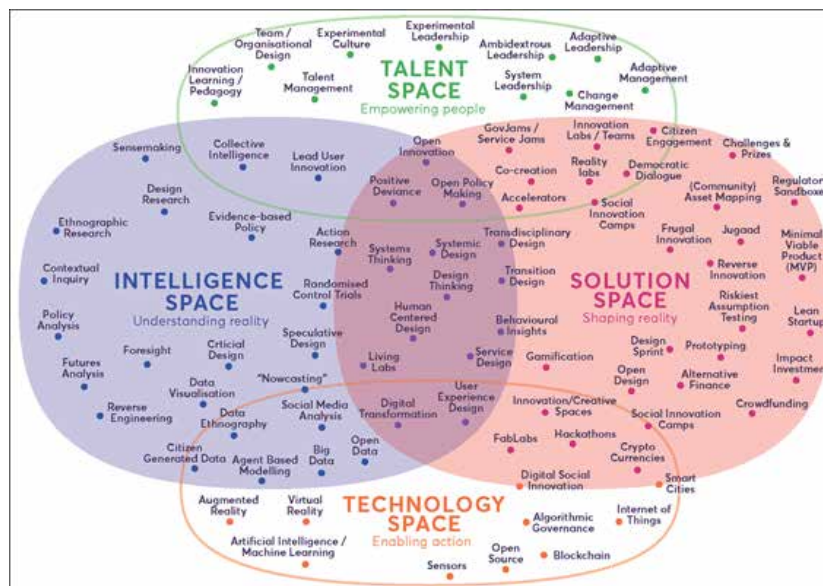 Experimental
Leadership
Team /
Organisational
Design
Experimental
Culture
Ambidextrous
Leadership
Adaptive
Leadership
Innovation
Learning /
Pedagogy
Talent
Management
TALENT
SPACE
Empowering people
System
Leadership
Change
Management
Adaptive
Management
Sensemaking
Collective
Intelligence
Lead User
Innovation
Open
Innovation
GovJams /
Service Jams
Innovation
Labs / Teams
Citizen
Engagement
Challenges &
Prizes
Design
Research
Positive
Deviance
Open Policy
Making
Co-creation
Accelerators
Reality
labs
Democratic
Dialogue
Social
Innovation
Camps
(Community)
Asset Mapping
Regulatory
Sandboxes
Ethnographic
Research
Evidence-based
Policy
Action
Research
Systems
Thinking
Systemic
Design
Transdisciplinary
Design
Frugal
Innovation
Jugaad
Minimal
Viable
Product
(MVP)
Contextual
Inquiry
INTELLIGENCE
SPACE
Understanding reality
Randomised
Control Trials
Design
Thinking
Transition
Design
SOLUTION
SPACE
Shaping reality
Reverse
Innovation
Policy
Analysis
Speculative
Design
Human
Centered
Design
Behavioural
Insights
Riskiest
Assumption
Testing
Lean
Startup
Futures
Analysis
Foresight
Crticial
Design
Living
Labs
Service
Design
Gamification
Design
Sprint
Prototyping
Impact
Investment
Data
Visualisation
"Nowcasting"
Open
Design
Alternative
Finance
Reverse
Engineering
Data
Ethnography
Social Media
Analysis
Digital
Transformation
User
Experience
Design
Innovation/Creative
Spaces
Social Innovation
Camps
Crowdfunding
Citizen
Generated Data
Agent Based
Modelling
Big
Data
Open
Data
FabLabs
Hackathons
Crypto
Currencies
Digital Social
Innovation
Smart
Cities
Augmented
Reality
Virtual
Reality
TECHNOLOGY
SPACE
Enabling action
Algorithmic
Governance
Internet of
Things
Artificial Intelligence /
Machine Learning
Sensors
Open
Source
Blockchain